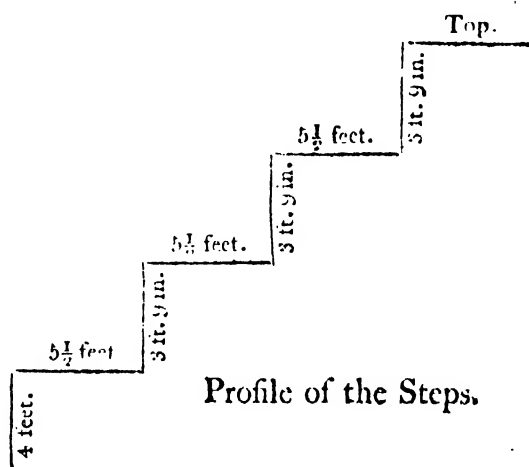 Top.
3 ft. 9 in.
5½ feet.
3 ft. 9 in.
5½ feet.
3 ft. 9 in.
5½ feet
4 feet.
Profile of the Steps.